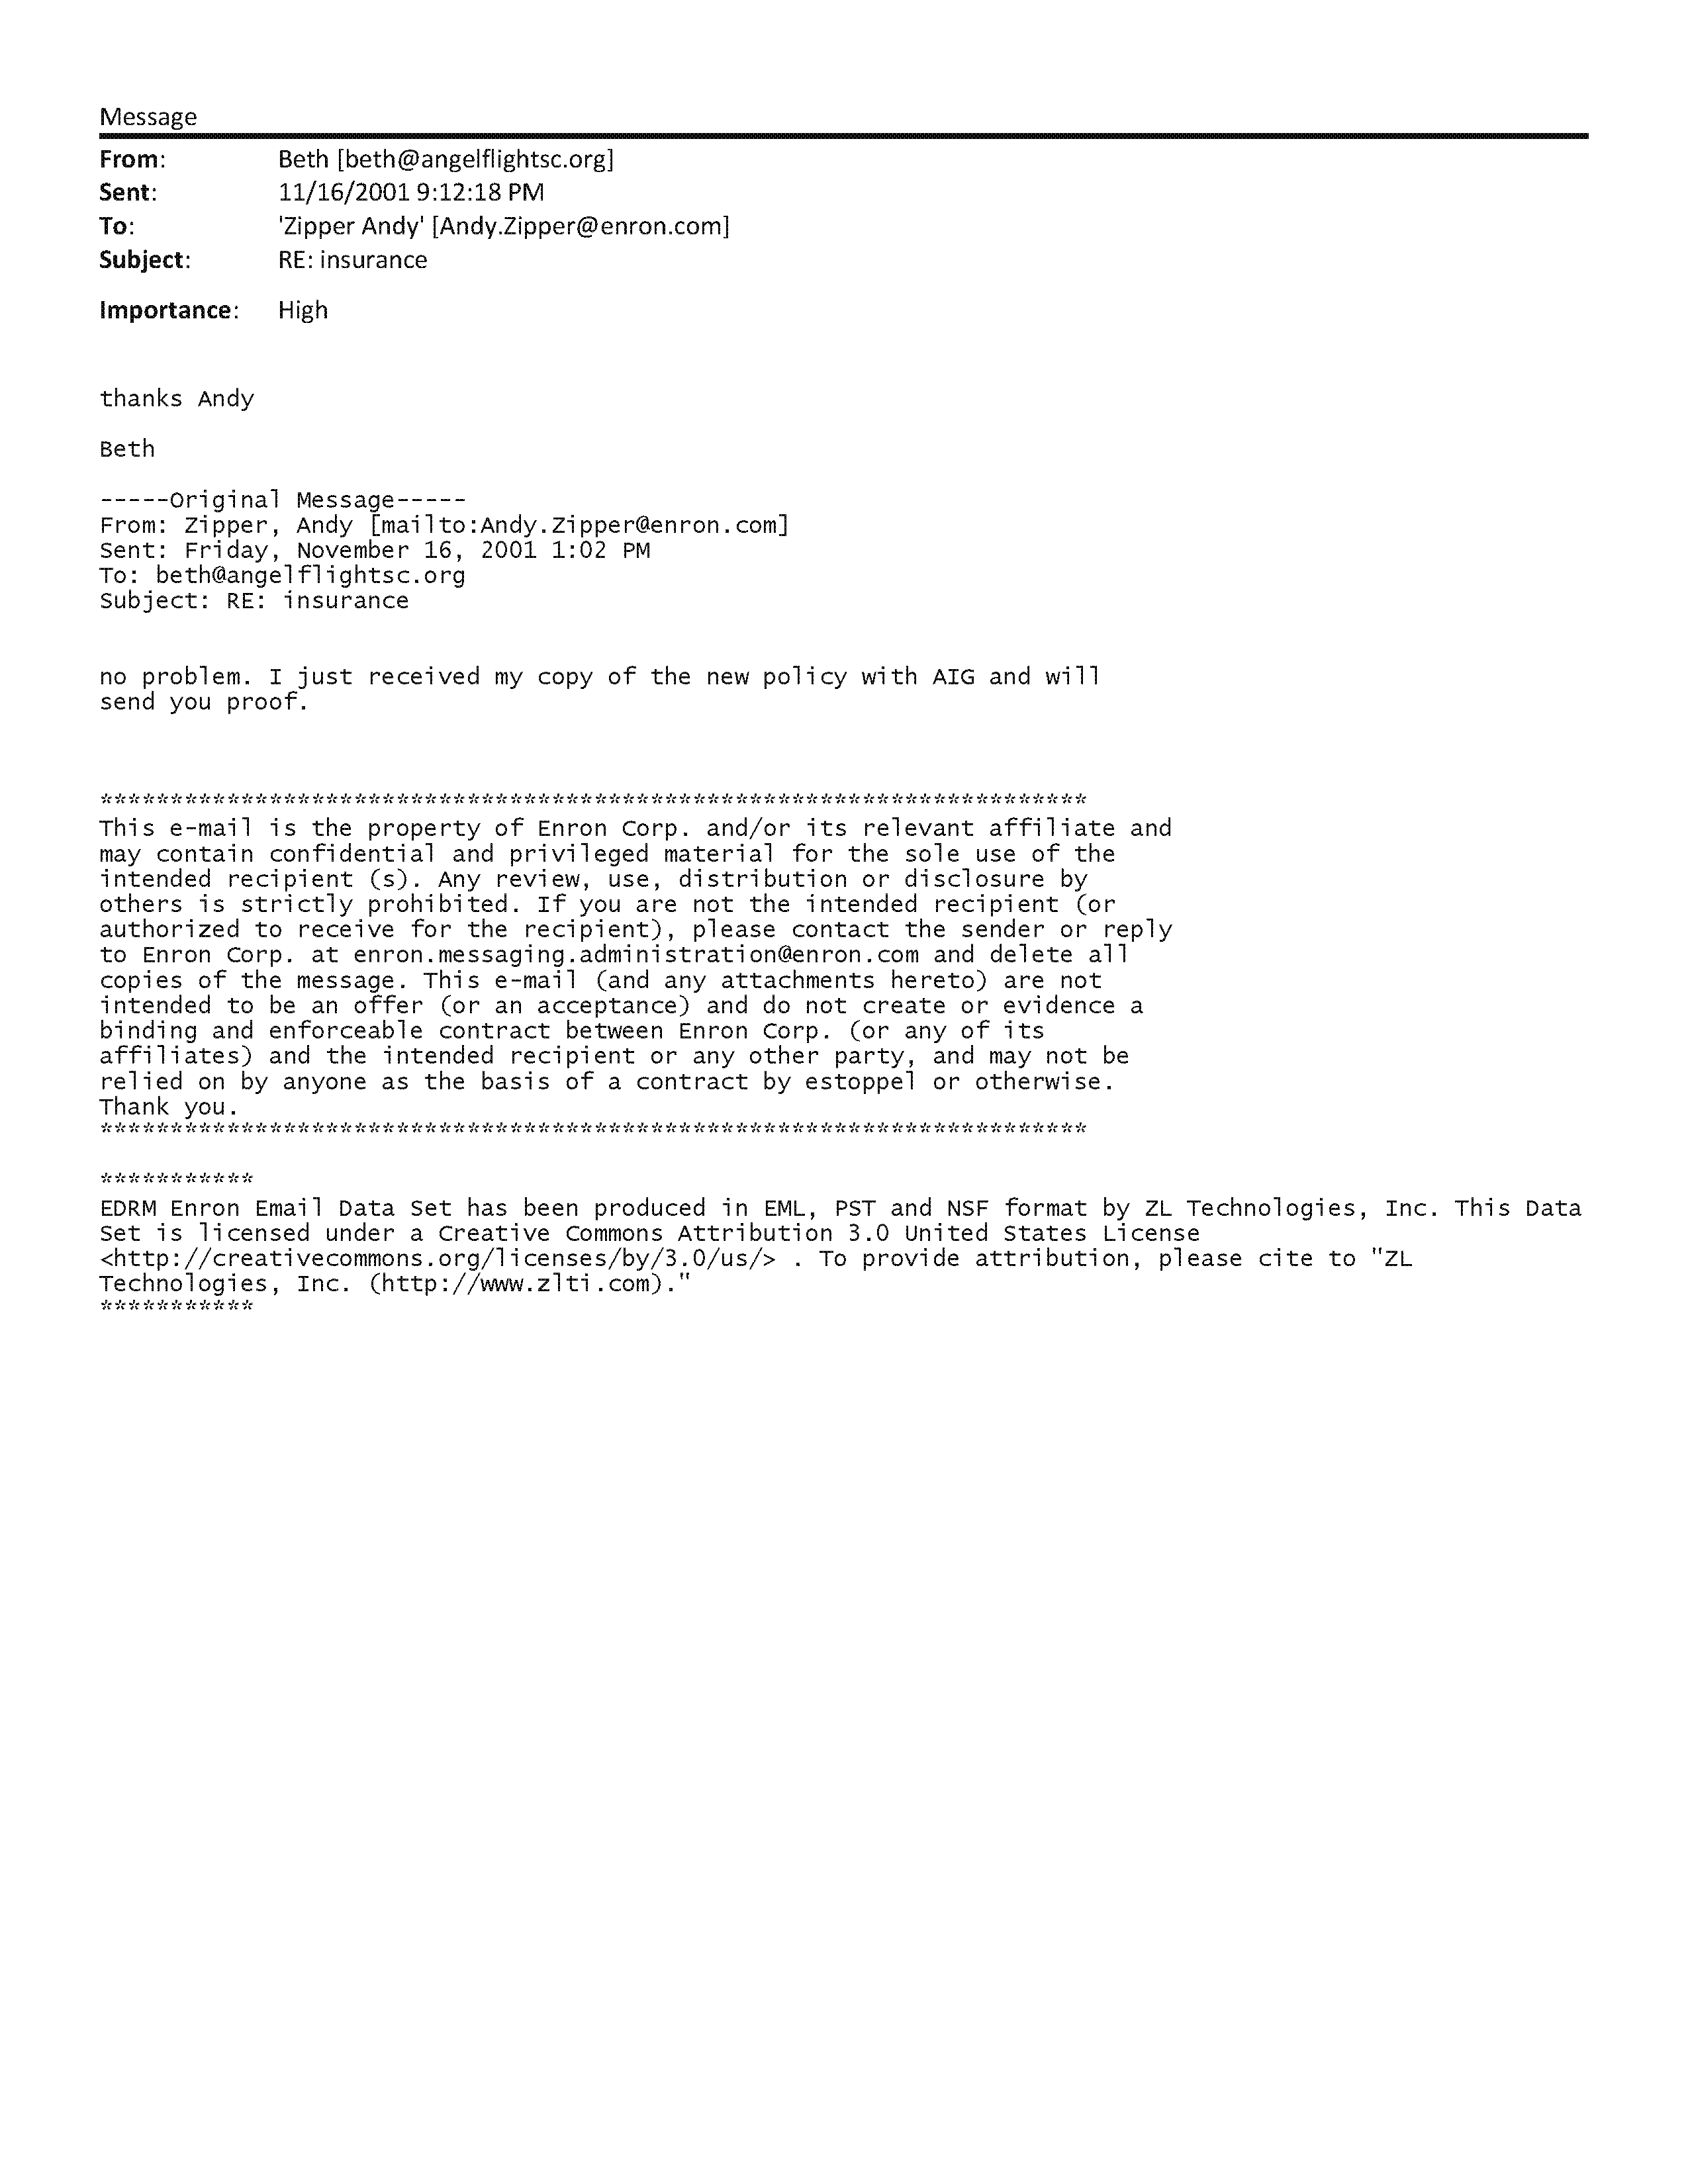 Message
From: Beth [beth@angelflightsc.org]
Sent: 11/16/2001 9:12:18 PM
To: 'Zipper Andy' [Andy.Zipper@enron.com]
Subject: RE: insurance
Importance: High
thanks Andy
Beth
-----Original Message-----
From: Zipper, Andy [mailto:Andy.Zipper@enron.com]
Sent: Friday, November 16, 2001 1:02 PM
To: beth@angelflightsc.org
Subject: RE: insurance
no problem. I just received my copy of the new policy with AIG and will
send you proof.
**********************************************************************
This e-mail is the property of Enron Corp. and/or its relevant affiliate and
may contain confidential and privileged material for the sole use of the
intended recipient (s). Any review, use, distribution or disclosure by
others is strictly prohibited. If you are not the intended recipient (or
authorized to receive for the recipient), please contact the sender or reply
to Enron Corp. at enron.messaging.administration@enron.com and delete all
copies of the message. This e-mail (and any attachments hereto) are not
intended to be an offer (or an acceptance) and do not create or evidence a
binding and enforceable contract between Enron Corp. (or any of its
affiliates) and the intended recipient or any other party, and may not be
relied on by anyone as the basis of a contract by estoppel or otherwise.
Thank you.
**********************************************************************
***********
EDRM Enron Email Data Set has been produced in EML, PST and NSF format by ZL Technologies, Inc. This Data
Set is licensed under a Creative Commons Attribution 3.0 United States License
<http://creativecommons.org/licenses/by/3.0/us/> . To provide attribution, please cite to "ZL
Technologies, Inc. (http://www.zlti.com)."
***********